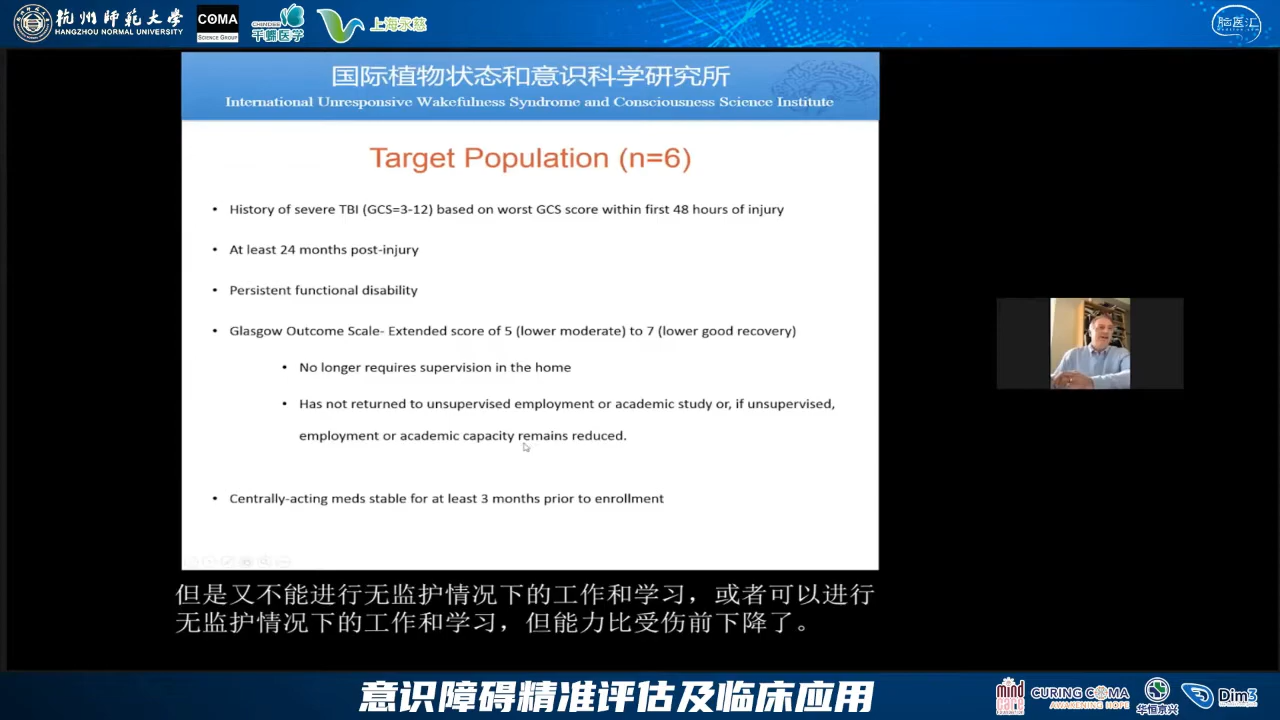 杭州师范大学
HANGZHOU NORMAL UNIVERSITY
COMA
SCIENCE GROUP
CHINDEE
千帆医学
上海永慈
脑医汇
国际植物状态和意识科学研究所
International Unresponsive Wakefulness Syndrome and Consciousness Science Institute
Target Population (n=6)
• History of severe TBI (GCS=3-12) based on worst GCS score within first 48 hours of injury
• At least 24 months post-injury
• Persistent functional disability
• Glasgow Outcome Scale- Extended score of 5 (lower moderate) to 7 (lower good recovery)
• No longer requires supervision in the home
• Has not returned to unsupervised employment or academic study or, if unsupervised,
employment or academic capacity remains reduced.
• Centrally-acting meds stable for at least 3 months prior to enrollment
但是又不能进行无监护情况下的工作和学习，或者可以进行
无监护情况下的工作和学习，但能力比受伤前下降了。
意识障碍精准评估及临床应用
mind
care
CURING COMA
AWAKENING HOPE
华恒京兴